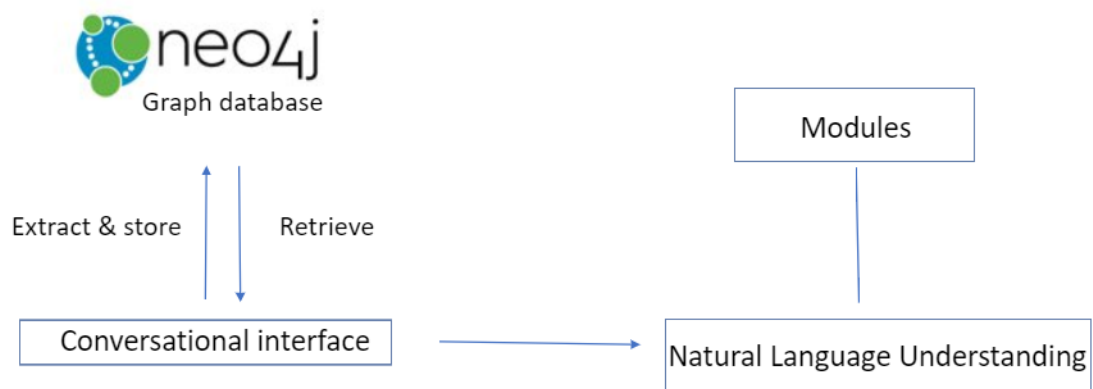 neo4j
Graph database
Modules
Extract & store
Retrieve
Conversational interface
Natural Language Understanding